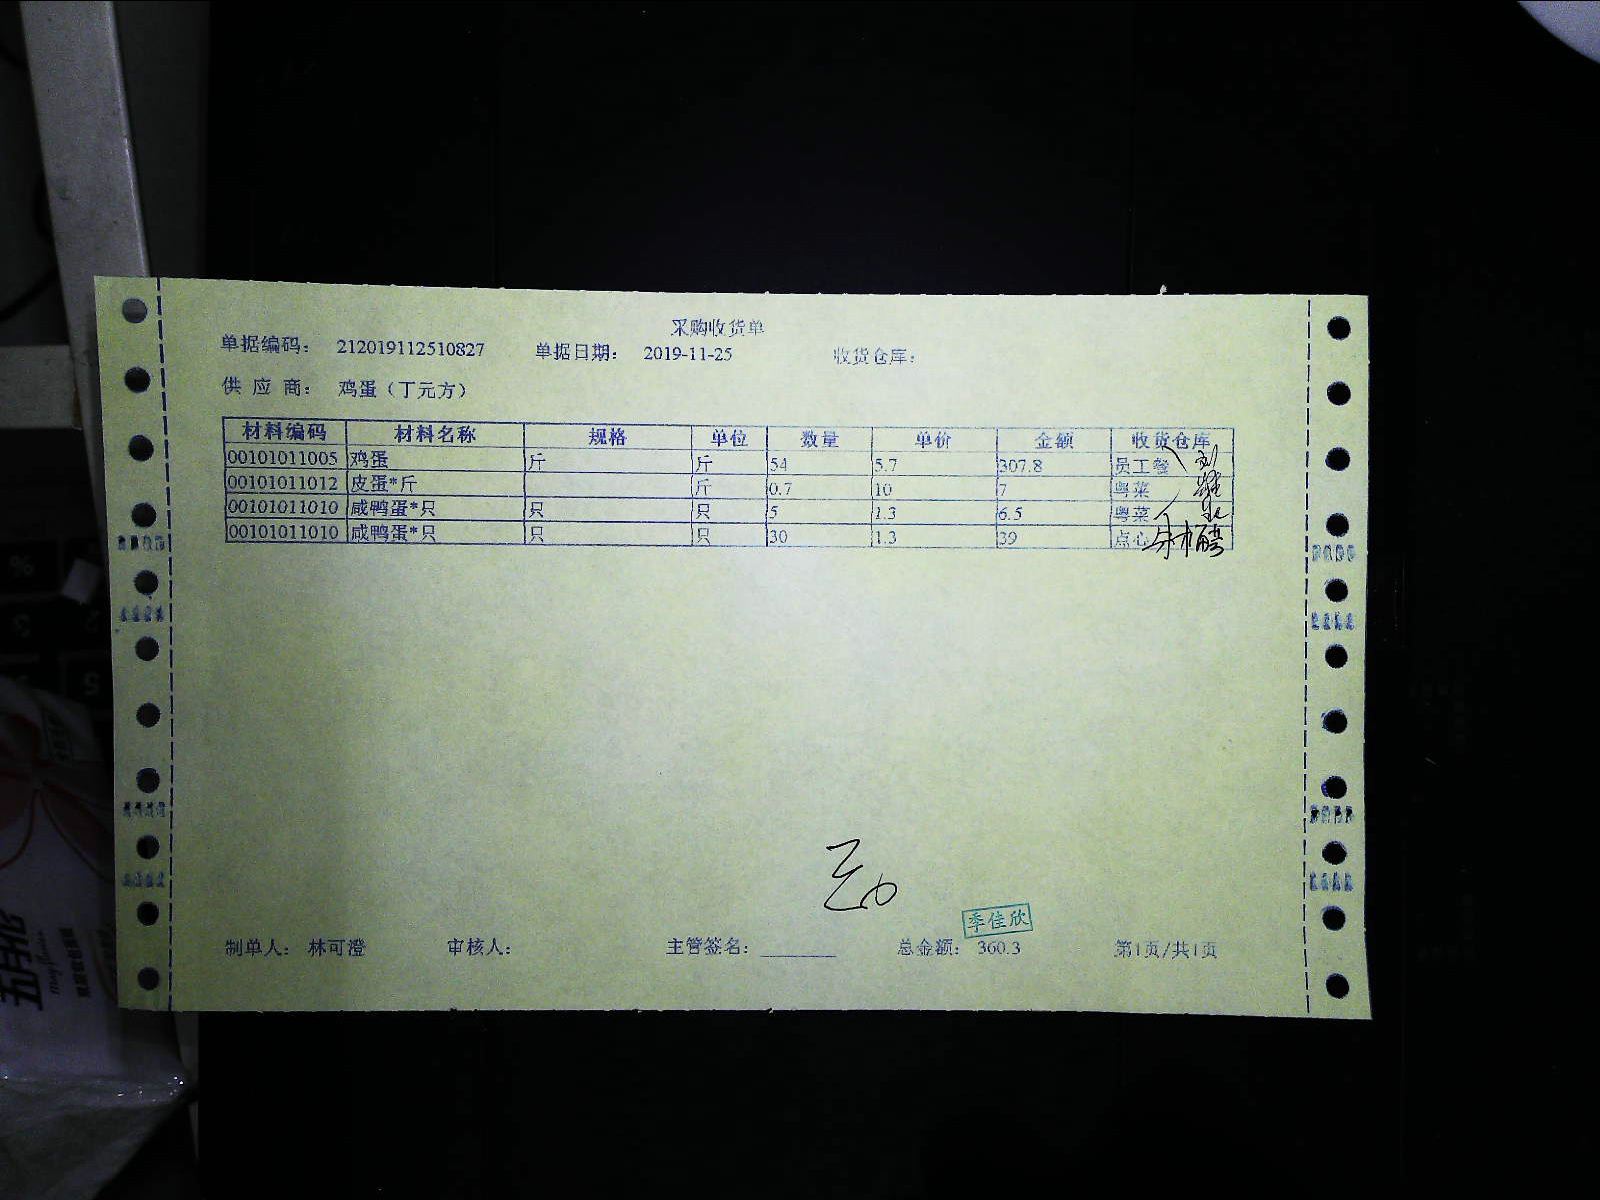 采购收货单
单据编码： 212019112510827 单据日期： 2019-11-25 收货仓库：
供 应 商： 鸡蛋（丁元方）
材料编码 材料名称 规格 单位 数量 单价 金额 收货仓库
00101011005 鸡蛋 斤 斤 54 5.7 307.8 员工餐
00101011012 皮蛋*斤 斤 0.7 10 7 粤菜
00101011010 咸鸭蛋*只 只 只 5 1.3 6.5 粤菜
00101011010 咸鸭蛋*只 只 只 30 1.3 39 点心
季佳欣
制单人： 林可澄 审核人： 主管签名： 总金额： 360.3 第1页/共1页
五月花